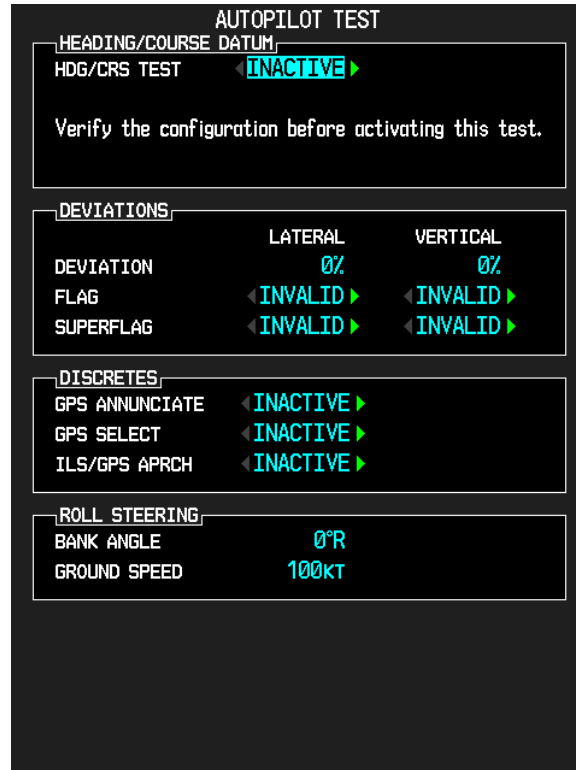 AUTOPILOT TEST
HEADING/COURSE DATUM
HDG/CRS TEST INACTIVE
Verify the configuration before activating this test.
DEVIATIONS
LATERAL VERTICAL
DEVIATION 0% 0%
FLAG INVALID INVALID
SUPERFLAG INVALID INVALID
DISCRETES
GPS ANNUNCIATE INACTIVE
GPS SELECT INACTIVE
ILS/GPS APRCH INACTIVE
ROLL STEERING
BANK ANGLE 0°R
GROUND SPEED 100KT